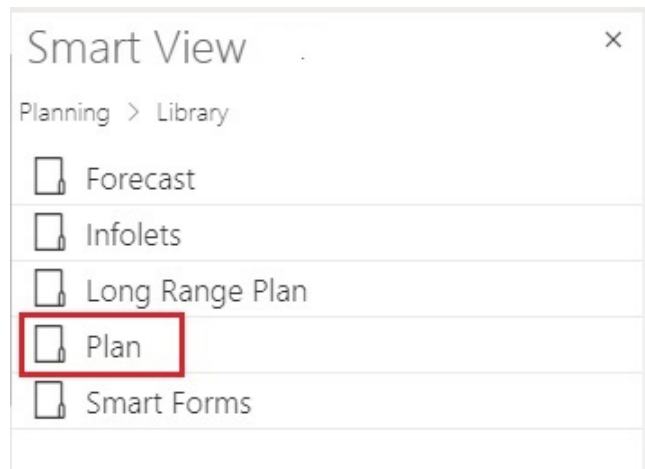 Smart View
Planning > Library
Forecast
Infolets
Long Range Plan
Plan
Smart Forms